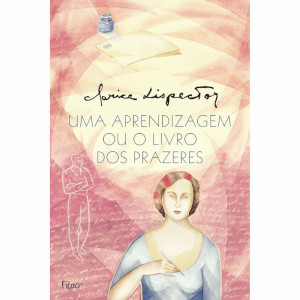 Clarice Lispector
UMA APRENDIZAGEM
OU O LIVRO
DOS PRAZERES
Rocco